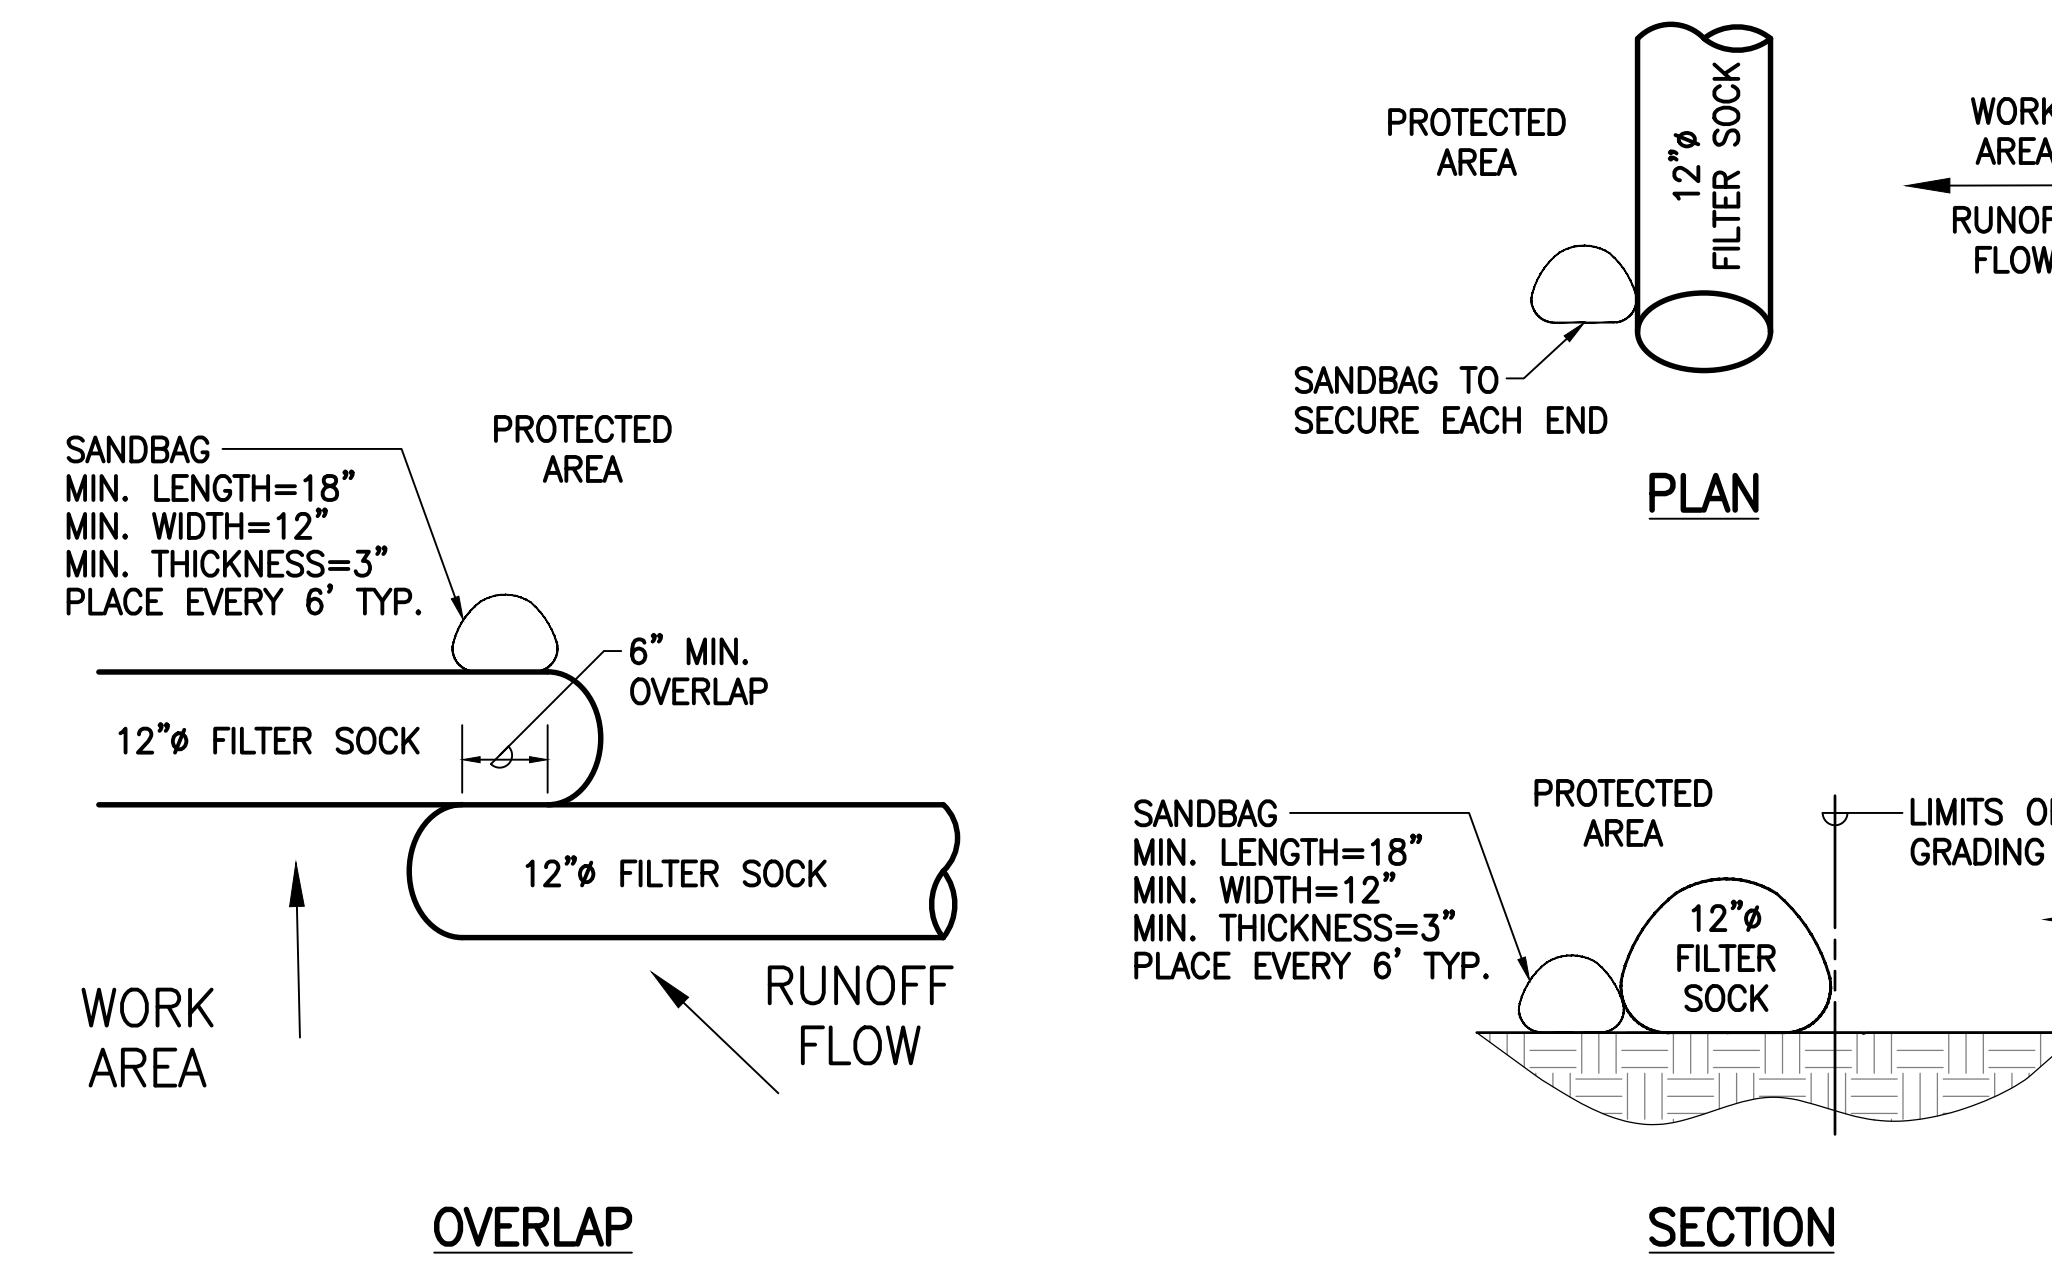 PROTECTED
AREA
12"ø
FILTER SOCK
WORK
AREA
RUNOF
FLOW
SANDBAG TO
SECURE EACH END
PLAN
SANDBAG
MIN. LENGTH=18"
MIN. WIDTH=12"
MIN. THICKNESS=3"
PLACE EVERY 6' TYP.
PROTECTED
AREA
6" MIN.
OVERLAP
12"ø FILTER SOCK
12"ø FILTER SOCK
WORK
AREA
RUNOFF
FLOW
OVERLAP
SANDBAG
MIN. LENGTH=18"
MIN. WIDTH=12"
MIN. THICKNESS=3"
PLACE EVERY 6' TYP.
PROTECTED
AREA
LIMITS O
GRADING
12"ø
FILTER
SOCK
SECTION